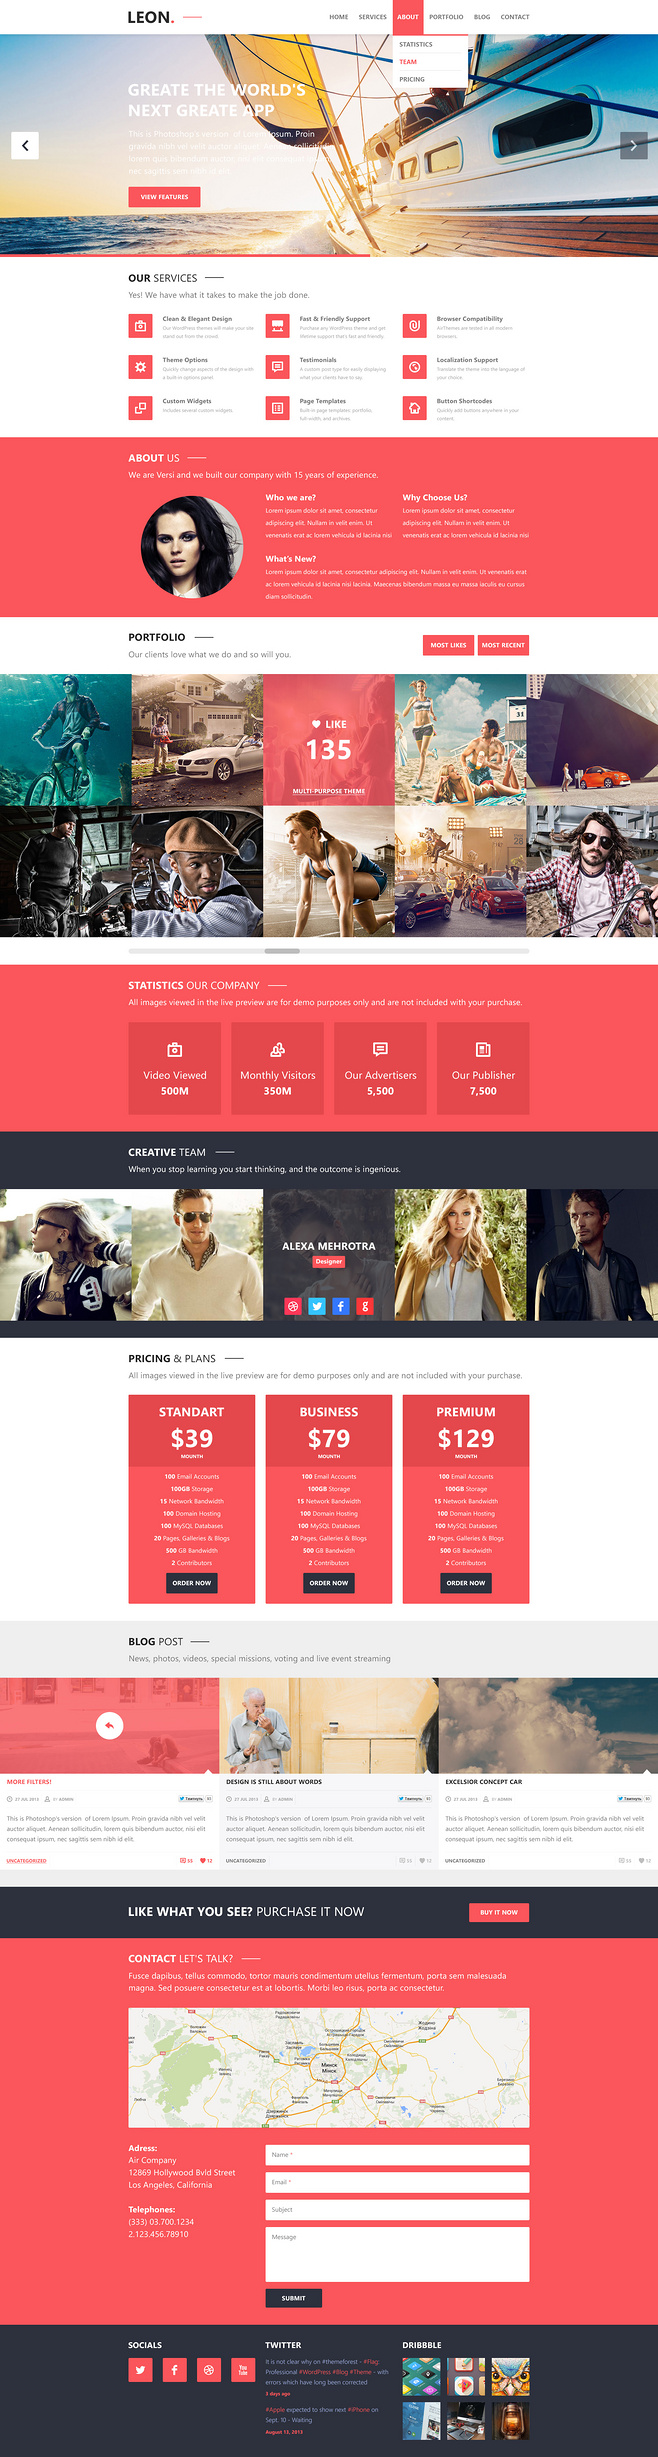 LEON.
HOME SERVICES ABOUT PORTFOLIO BLOG CONTACT
STATISTICS
TEAM
PRICING
GREATE THE WORLD'S
NEXT GREATE APP
This is Photoshop's version of Lorem Ipsum. Proin
gravida nibh vel velit auctor aliquet. Aenean sollicitudin,
lorem quis bibendum auctor, nisi elit consequat ipsum,
nec sagittis sem nibh id elit.
VIEW FEATURES
OUR SERVICES
Yes! We have what it takes to make the job done.
Clean & Elegant Design
Our WordPress themes will make your site
stand out from the crowd.
Fast & Friendly Support
Purchase any WordPress theme and get
lifetime support that's fast and friendly.
Browser Compatibility
AirThemes are tested in all modern
browsers.
Theme Options
Quickly change aspects of the design with
a built-in options panel.
Testimonials
A custom post type for easily displaying
what your clients have to say.
Localization Support
Translate the theme into the language of
your choice.
Custom Widgets
Includes several custom widgets.
Page Templates
Built-in page templates: portfolio,
full-width, and archives.
Button Shortcodes
Quickly add buttons anywhere in your
content.
ABOUT US
We are Versi and we built our company with 15 years of experience.
Who we are?
Lorem ipsum dolor sit amet, consectetur
adipiscing elit. Nullam in velit enim. Ut
venenatis erat ac lorem vehicula id lacinia nisi
Why Choose Us?
Lorem ipsum dolor sit amet, consectetur
adipiscing elit. Nullam in velit enim. Ut
venenatis erat ac lorem vehicula id lacinia nisi
What's New?
Lorem ipsum dolor sit amet, consectetur adipiscing elit. Nullam in velit enim. Ut venenatis erat
ac lorem vehicula id lacinia nisi lacinia. Maecenas bibendum massa eu massa iaculis eu cursus
diam sollicitudin.
PORTFOLIO
Our clients love what we do and so will you.
MOST LIKES
MOST RECENT
LIKE
135
MULTI-PURPOSE THEME
31
STATISTICS OUR COMPANY
All images viewed in the live preview are for demo purposes only and are not included with your purchase.
Video Viewed
500M
Monthly Visitors
350M
Our Advertisers
5,500
Our Publisher
7,500
CREATIVE TEAM
When you stop learning you start thinking, and the outcome is ingenious.
ALEXA MEHROTRA
Designer
PRICING & PLANS
All images viewed in the live preview are for demo purposes only and are not included with your purchase.
STANDART
$39
MOUNTH
100 Email Accounts
100GB Storage
15 Network Bandwidth
100 Domain Hosting
100 MySQL Databases
20 Pages, Galleries & Blogs
500 GB Bandwidth
2 Contributors
ORDER NOW
BUSINESS
$79
MOUNTH
100 Email Accounts
100GB Storage
15 Network Bandwidth
100 Domain Hosting
100 MySQL Databases
20 Pages, Galleries & Blogs
500 GB Bandwidth
2 Contributors
ORDER NOW
PREMIUM
$129
MOUNTH
100 Email Accounts
100GB Storage
15 Network Bandwidth
100 Domain Hosting
100 MySQL Databases
20 Pages, Galleries & Blogs
500 GB Bandwidth
2 Contributors
ORDER NOW
BLOG POST
News, photos, videos, special missions, voting and live event streaming
MORE FILTERS!
27 JUL 2013 BY ADMIN Твитнуть
This is Photoshop's version of Lorem Ipsum. Proin gravida nibh vel velit
auctor aliquet. Aenean sollicitudin, lorem quis bibendum auctor, nisi elit
consequat ipsum, nec sagittis sem nibh id elit.
UNCATEGORIZED 55 12
DESIGN IS STILL ABOUT WORDS
27 JUL 2013 BY ADMIN Твитнуть
This is Photoshop's version of Lorem Ipsum. Proin gravida nibh vel velit
auctor aliquet. Aenean sollicitudin, lorem quis bibendum auctor, nisi elit
consequat ipsum, nec sagittis sem nibh id elit.
UNCATEGORIZED 55 12
EXCELSIOR CONCEPT CAR
27 JUL 2013 BY ADMIN Твитнуть
This is Photoshop's version of Lorem Ipsum. Proin gravida nibh vel velit
auctor aliquet. Aenean sollicitudin, lorem quis bibendum auctor, nisi elit
consequat ipsum, nec sagittis sem nibh id elit.
UNCATEGORIZED 55 12
LIKE WHAT YOU SEE? PURCHASE IT NOW
BUY IT NOW
CONTACT LET'S TALK?
Fusce dapibus, tellus commodo, tortor mauris condimentum utellus fermentum, porta sem malesuada
magna. Sed posuere consectetur est at lobortis. Morbi leo risus, porta ac consectetur.
Минск
Мінск
Adress:
Air Company
12869 Hollywood Bvld Street
Los Angeles, California
Telephones:
(333) 03.700.1234
2.123.456.78910
Name *
Email *
Subject
Message
SUBMIT
SOCIALS
You Tube
TWITTER
It is not clear why on #themeforest - #Flag:
Professional #WordPress #Blog #Theme - with
errors which have long been corrected
3 days ago
#Apple expected to show next #iPhone on
Sept. 10 - Waiting
August 13, 2013
DRIBBBLE